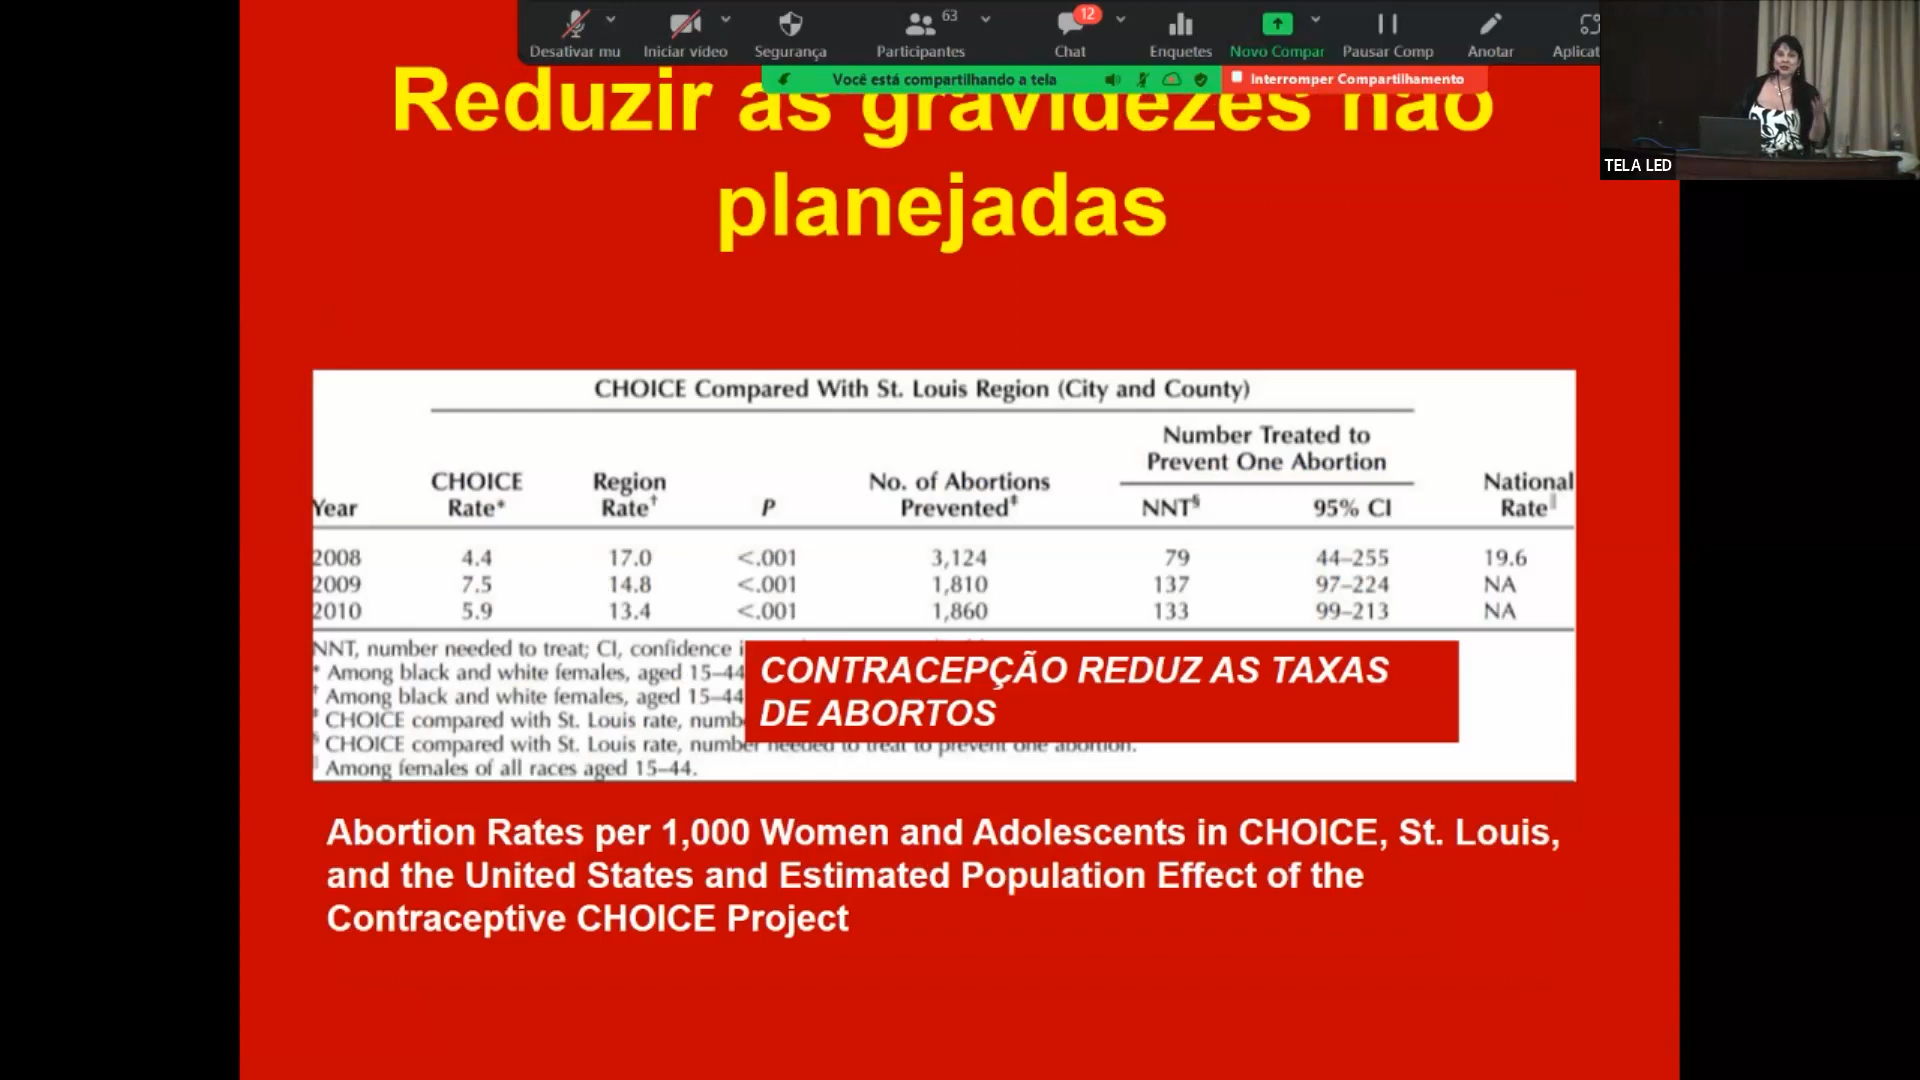 63
12
Desativar mu Iniciar vídeo Segurança Participantes Chat Enquetes Novo Compar Pausar Comp Anotar Aplicat
Você está compartilhando a tela Interromper Compartilhamento
TELA LED
Reduzir as gravidezes não
planejadas
CHOICE Compared With St. Louis Region (City and County)
Number Treated to
Prevent One Abortion
CHOICE Region No. of Abortions National
Year Rate* Rate† P Prevented‡ NNT§ 95% CI Rate‖
2008 4.4 17.0 <.001 3,124 79 44–255 19.6
2009 7.5 14.8 <.001 1,810 137 97–224 NA
2010 5.9 13.4 <.001 1,860 133 99–213 NA
NNT, number needed to treat; CI, confidence
* Among black and white females, aged 15–44
† Among black and white females, aged 15–44
‡ CHOICE compared with St. Louis rate, numb
§ CHOICE compared with St. Louis rate, number needed to treat to prevent one abortion.
‖ Among females of all races aged 15–44.
CONTRACEPÇÃO REDUZ AS TAXAS
DE ABORTOS
Abortion Rates per 1,000 Women and Adolescents in CHOICE, St. Louis,
and the United States and Estimated Population Effect of the
Contraceptive CHOICE Project